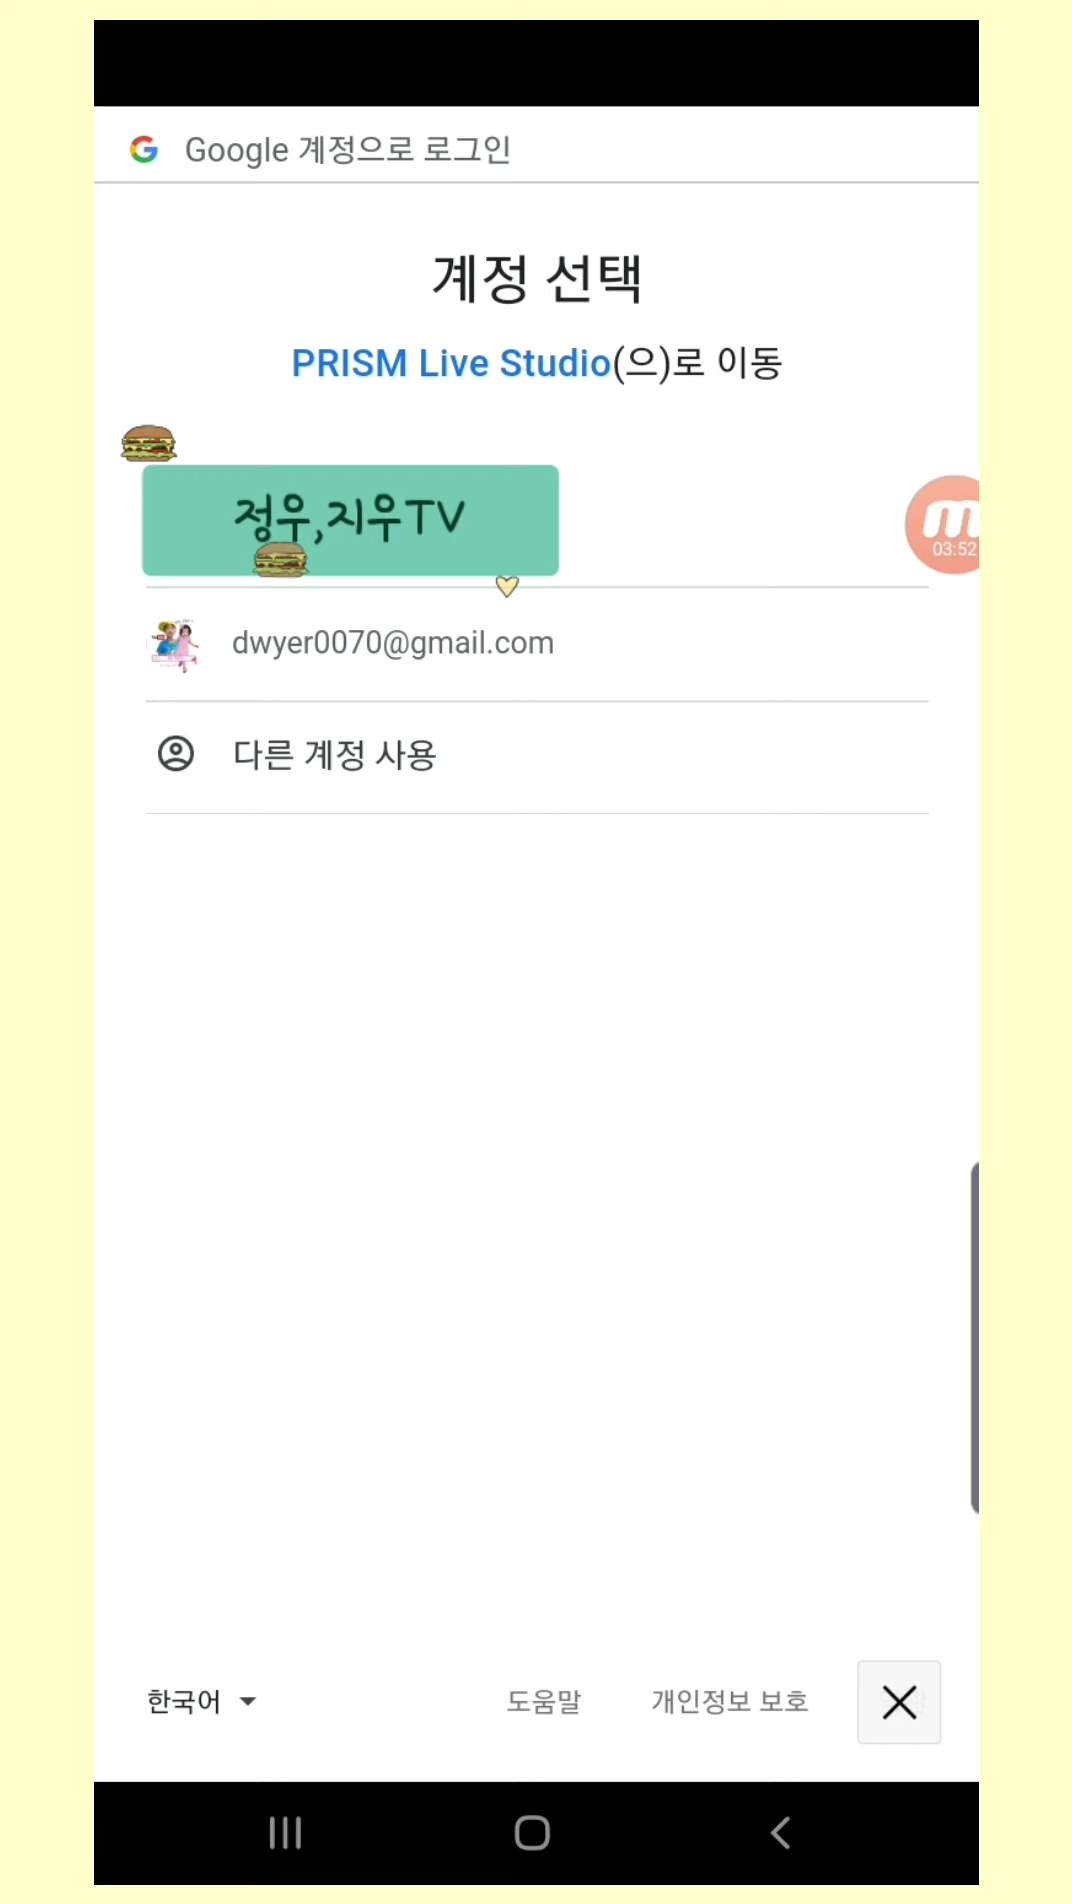 Google 계정으로 로그인
계정 선택
PRISM Live Studio(으)로 이동
정우,지우TV
03:52
dwyer0070@gmail.com
다른 계정 사용
한국어
도움말
개인정보 보호